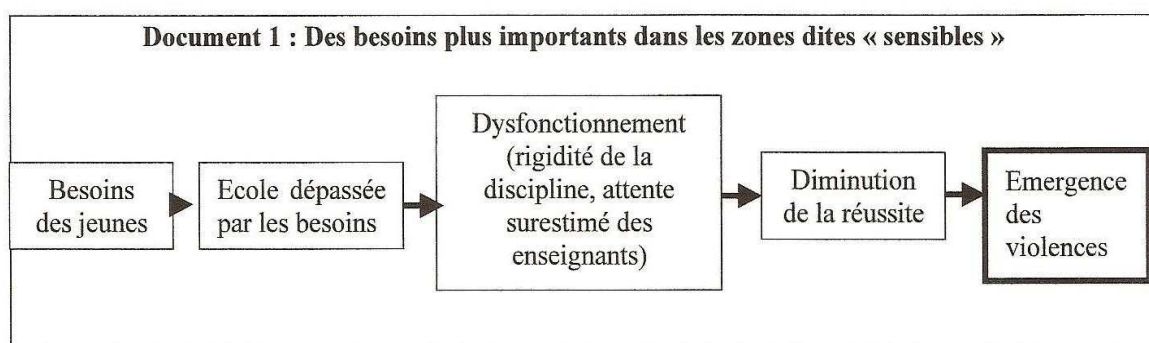 Document 1 : Des besoins plus importants dans les zones dites « sensibles »
Besoins
des jeunes
Ecole dépassée
par les besoins
Dysfonctionnement
(rigidité de la
discipline, attente
surestimé des
enseignants)
Diminution
de la réussite
Emergence
des
violences